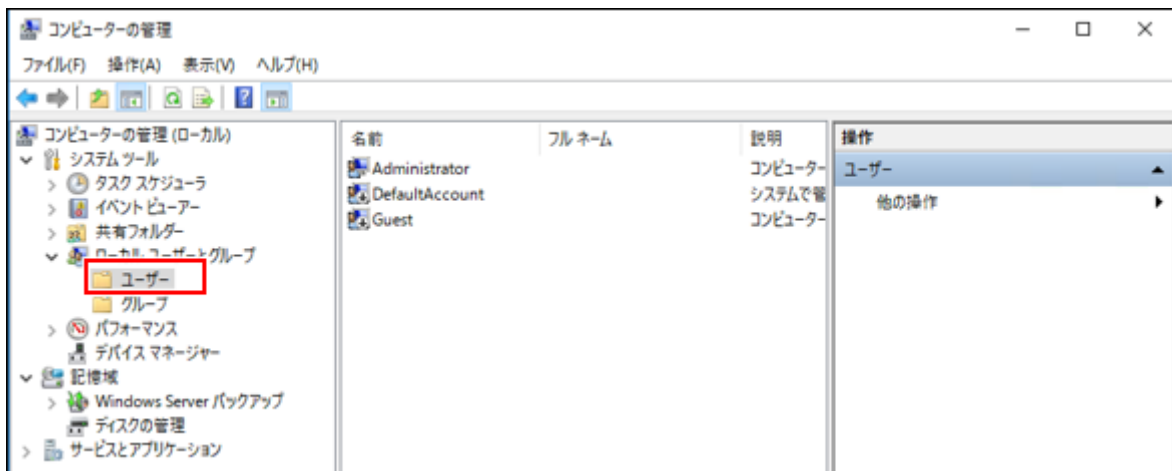 コンピューターの管理
ファイル(F) 操作(A) 表示(V) ヘルプ(H)
コンピューターの管理 (ローカル)
システム ツール
タスク スケジューラ
イベント ビューアー
共有フォルダー
ローカル ユーザーとグループ
ユーザー
グループ
パフォーマンス
デバイス マネージャー
記憶域
Windows Server バックアップ
ディスクの管理
サービスとアプリケーション
名前 フル ネーム 説明
Administrator コンピューター
DefaultAccount システムで管
Guest コンピューター
操作
ユーザー
他の操作